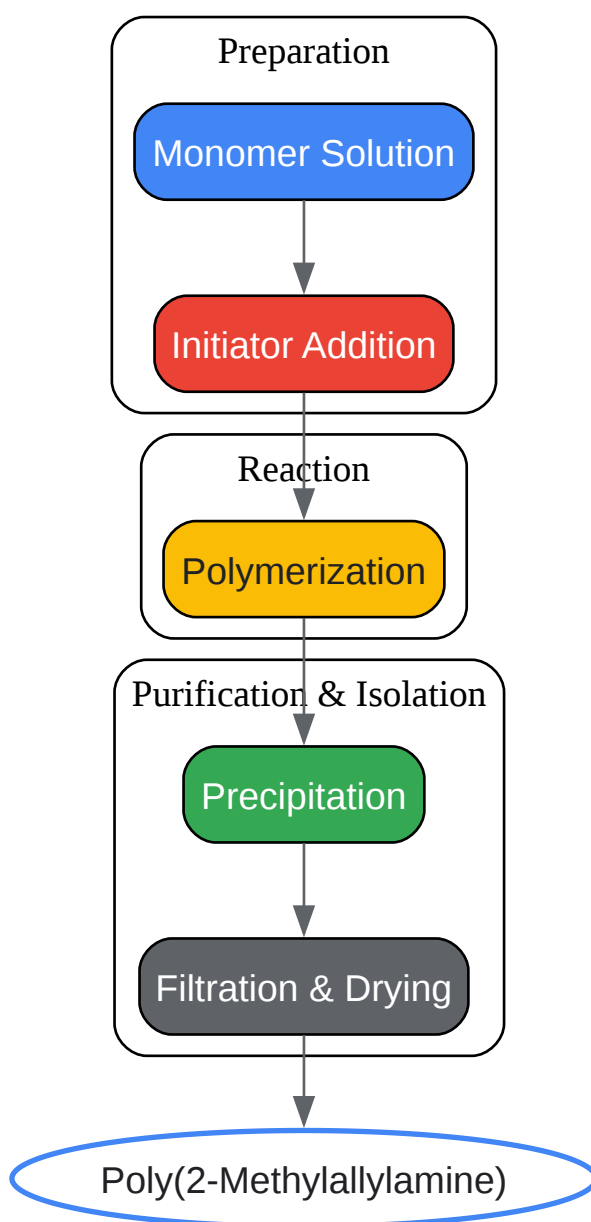 Preparation
Monomer Solution
Initiator Addition
Reaction
Polymerization
Purification & Isolation
Precipitation
Filtration & Drying
Poly(2-Methylallylamine)